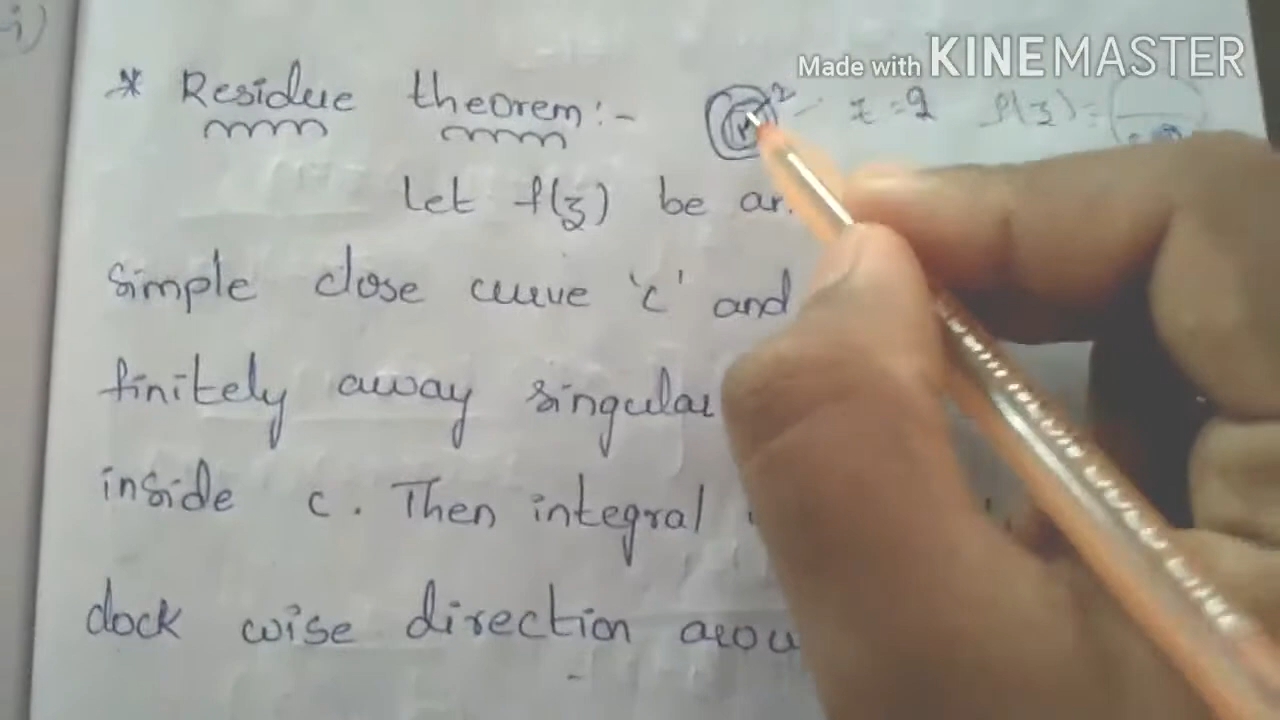 Made with KINEMASTER
* Residue theorem:-
z = 2 f(z) =
Let f(z) be an
simple close curve 'c' and
finitely away singular
inside c. Then integral
clock wise direction arou